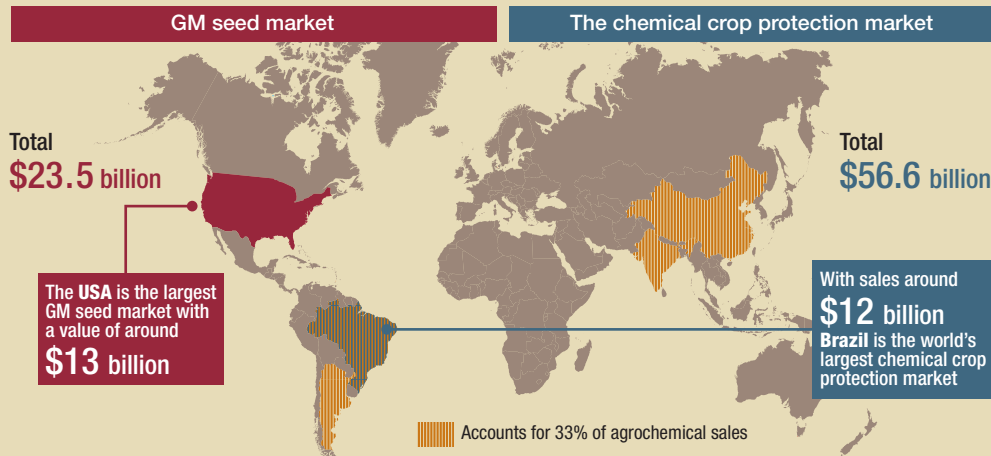 GM seed market
The chemical crop protection market
Total
$23.5 billion
Total
$56.6 billion
The USA is the largest
GM seed market with
a value of around
$13 billion
With sales around
$12 billion
Brazil is the world's
largest chemical crop
protection market
Accounts for 33% of agrochemical sales